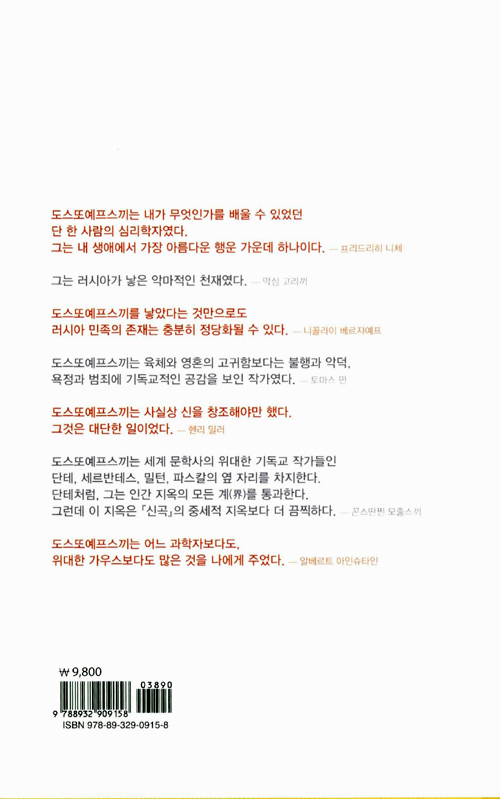 도스또예프스끼는 내가 무엇인가를 배울 수 있었던
단 한 사람의 심리학자였다.
그는 내 생애에서 가장 아름다운 행운 가운데 하나이다. — 프리드리히 니체
그는 러시아가 낳은 악마적인 천재였다. — 막심 고리끼
도스또예프스끼를 낳았다는 것만으로도
러시아 민족의 존재는 충분히 정당화될 수 있다. — 니꼴라이 베르쟈예프
도스또예프스끼는 육체와 영혼의 고귀함보다는 불행과 악덕,
욕정과 범죄에 기독교적인 공감을 보인 작가였다. — 토마스 만
도스또예프스끼는 사실상 신을 창조해야만 했다.
그것은 대단한 일이었다. — 헨리 밀러
도스또예프스끼는 세계 문학사의 위대한 기독교 작가들인
단테, 세르반테스, 밀턴, 파스칼의 옆 자리를 차지한다.
단테처럼, 그는 인간 지옥의 모든 계(界)를 통과한다.
그런데 이 지옥은 『신곡』의 중세적 지옥보다 더 끔찍하다. — 꼰스딴찐 모출스끼
도스또예프스끼는 어느 과학자보다도,
위대한 가우스보다도 많은 것을 나에게 주었다. — 알베르트 아인슈타인
₩ 9,800
03890
9 788932 909158
ISBN 978-89-329-0915-8